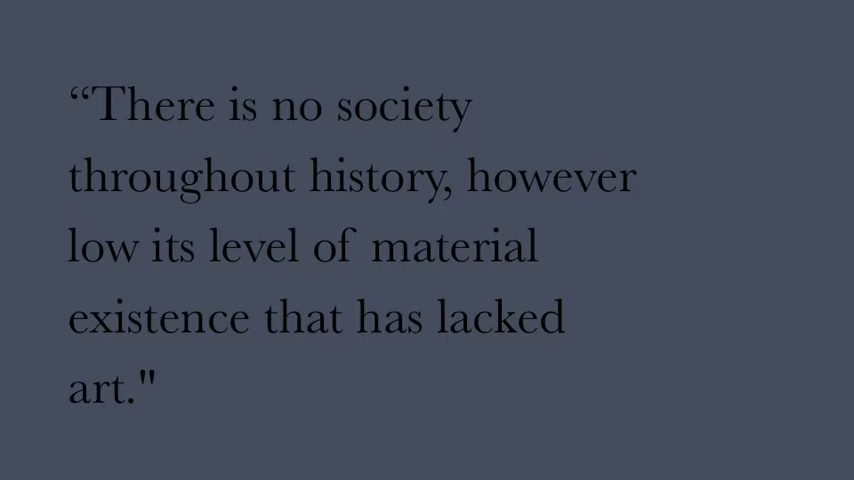 “There is no society
throughout history, however
low its level of material
existence that has lacked
art."